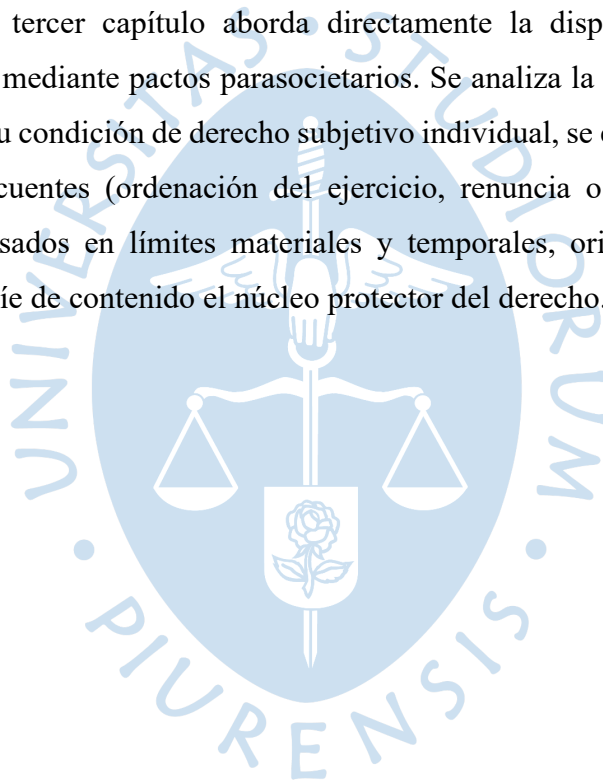 tercer capítulo aborda directamente la disp
mediante pactos parasocietarios. Se analiza la
u condición de derecho subjetivo individual, se
cuentes (ordenación del ejercicio, renuncia o
sados en límites materiales y temporales, ori
íe de contenido el núcleo protector del derecho.
UNIVERSITAS • STUDIORUM • PIURENSIS •